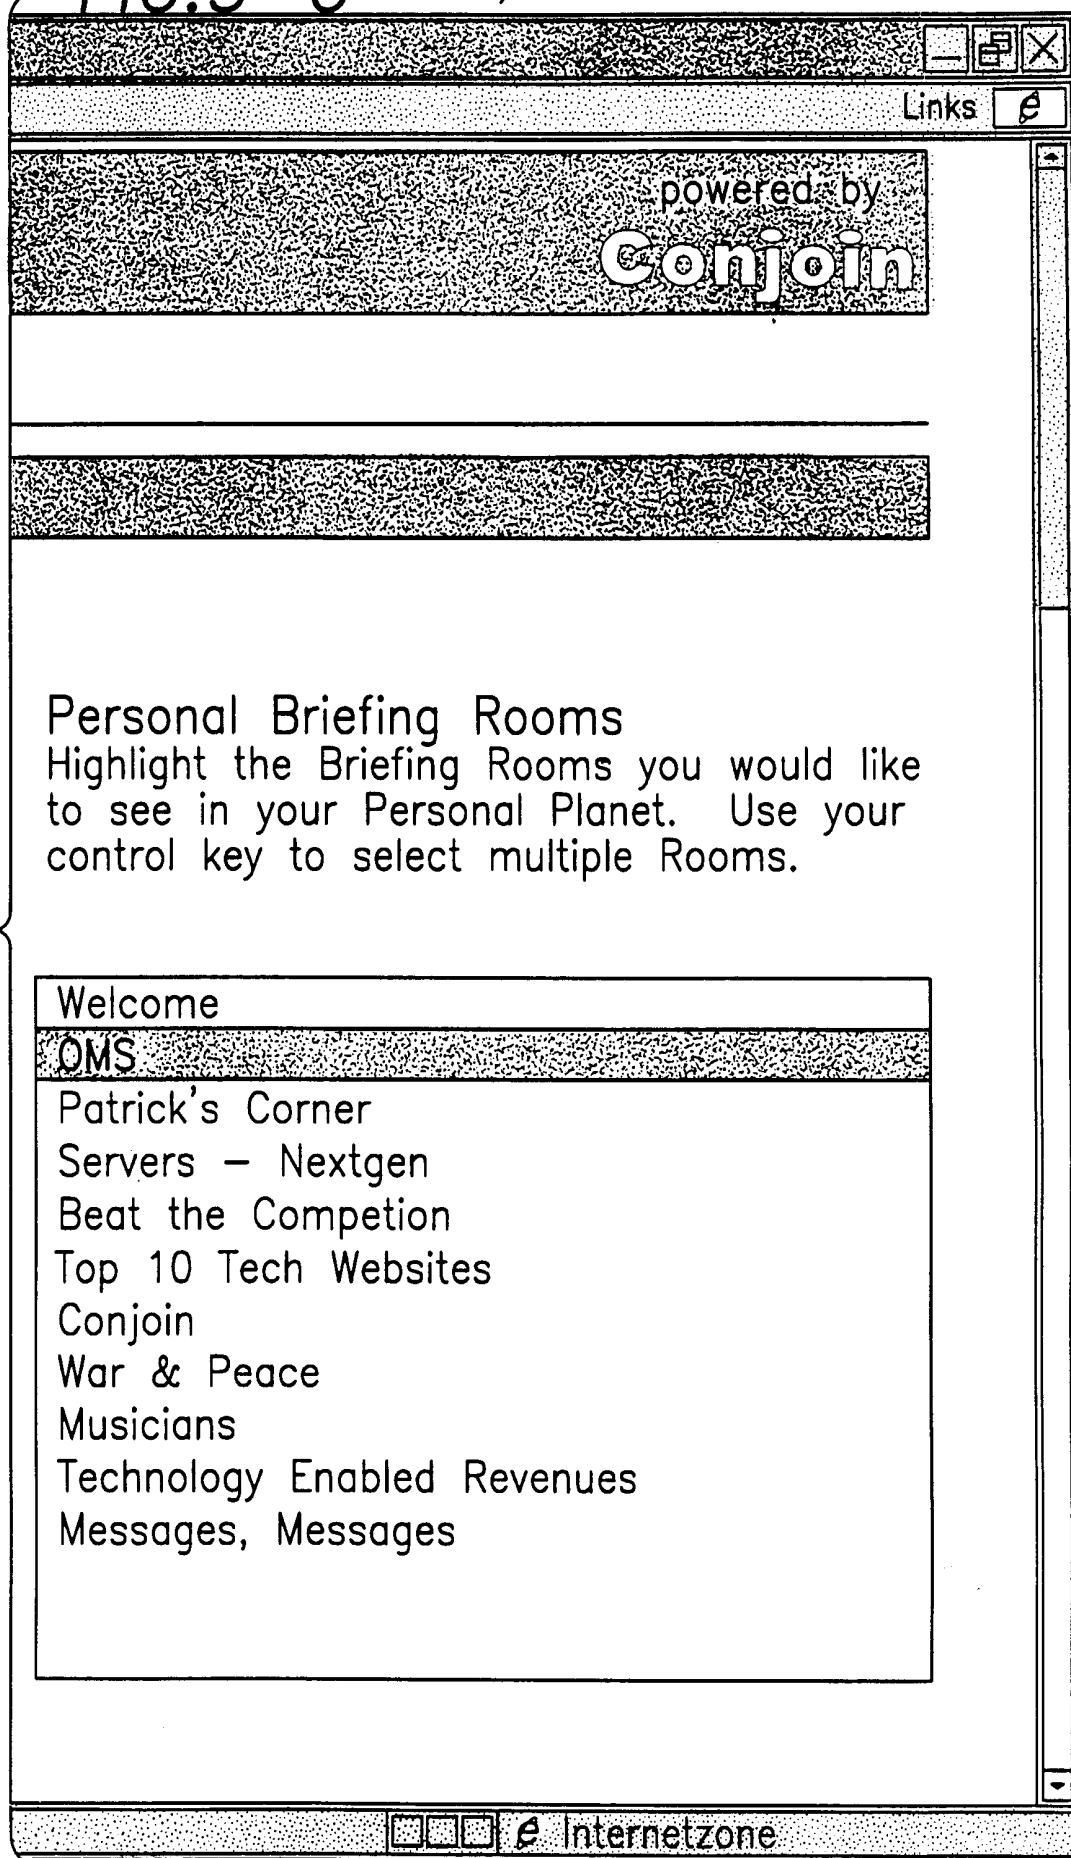 Links
powered by
Conjoin
Personal Briefing Rooms
Highlight the Briefing Rooms you would like
to see in your Personal Planet. Use your
control key to select multiple Rooms.
Welcome
OMS
Patrick's Corner
Servers – Nextgen
Beat the Competion
Top 10 Tech Websites
Conjoin
War & Peace
Musicians
Technology Enabled Revenues
Messages, Messages
e Internetzone